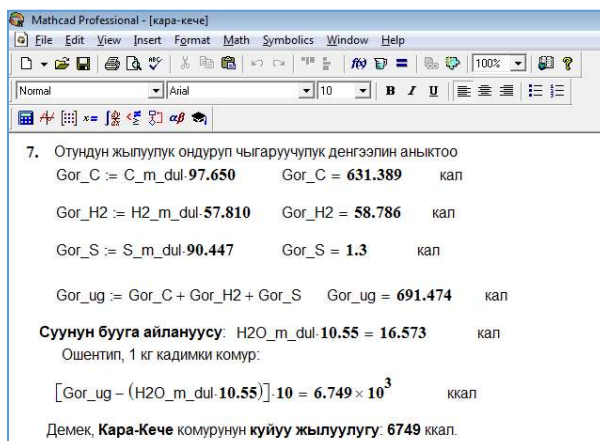 Mathcad Professional - [кара-кече]
File Edit View Insert Format Math Symbolics Window Help
100%
Normal Arial 10 B I U
7. Отундун жылуулук ондуруп чыгаруучулук денгээлин аныктоо
Gor_C := C_m_dul·97.650 Gor_C = 631.389 кал
Gor_H2 := H2_m_dul·57.810 Gor_H2 = 58.786 кал
Gor_S := S_m_dul·90.447 Gor_S = 1.3 кал
Gor_ug := Gor_C + Gor_H2 + Gor_S Gor_ug = 691.474 кал
Суунун бууга айлануусу: H2O_m_dul·10.55 = 16.573 кал
Ошентип, 1 кг кадимки комур:
[Gor_ug – (H2O_m_dul·10.55)]·10 = 6.749 × 10³ ккал
Демек, Кара-Кече комурунун куйуу жылуулугу: 6749 ккал.